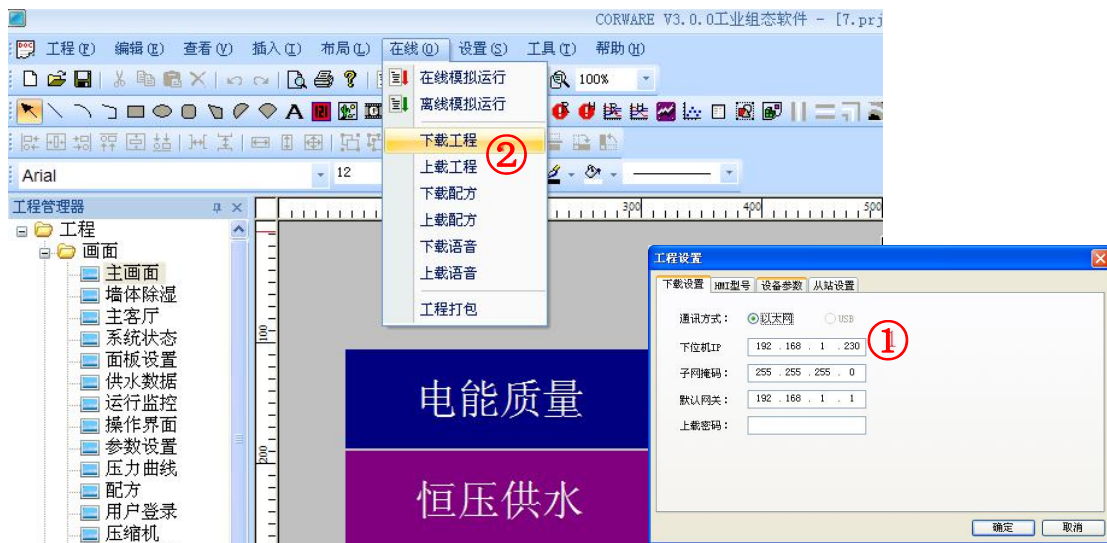 CORWARE V3.0.0工业组态软件 - [7.prj
工程(P) 编辑(E) 查看(V) 插入(I) 布局(L) 在线(O) 设置(S) 工具(T) 帮助(H)
在线模拟运行
100%
离线模拟运行
下载工程
②
上载工程
Arial
12
下载配方
上载配方
下载语音
上载语音
工程打包
工程管理器
300 400 500
工程
画面
主画面
墙体除湿
主客厅
系统状态
面板设置
供水数据
运行监控
操作界面
参数设置
压力曲线
配方
用户登录
压缩机
100
200
电能质量
恒压供水
工程设置
下载设置 HMI型号 设备参数 从站设置
通讯方式: 以太网 USB
下位机IP 192 .168 . 1 .230
①
子网掩码: 255 .255 .255 . 0
默认网关: 192 .168 . 1 . 1
上载密码:
确定 取消